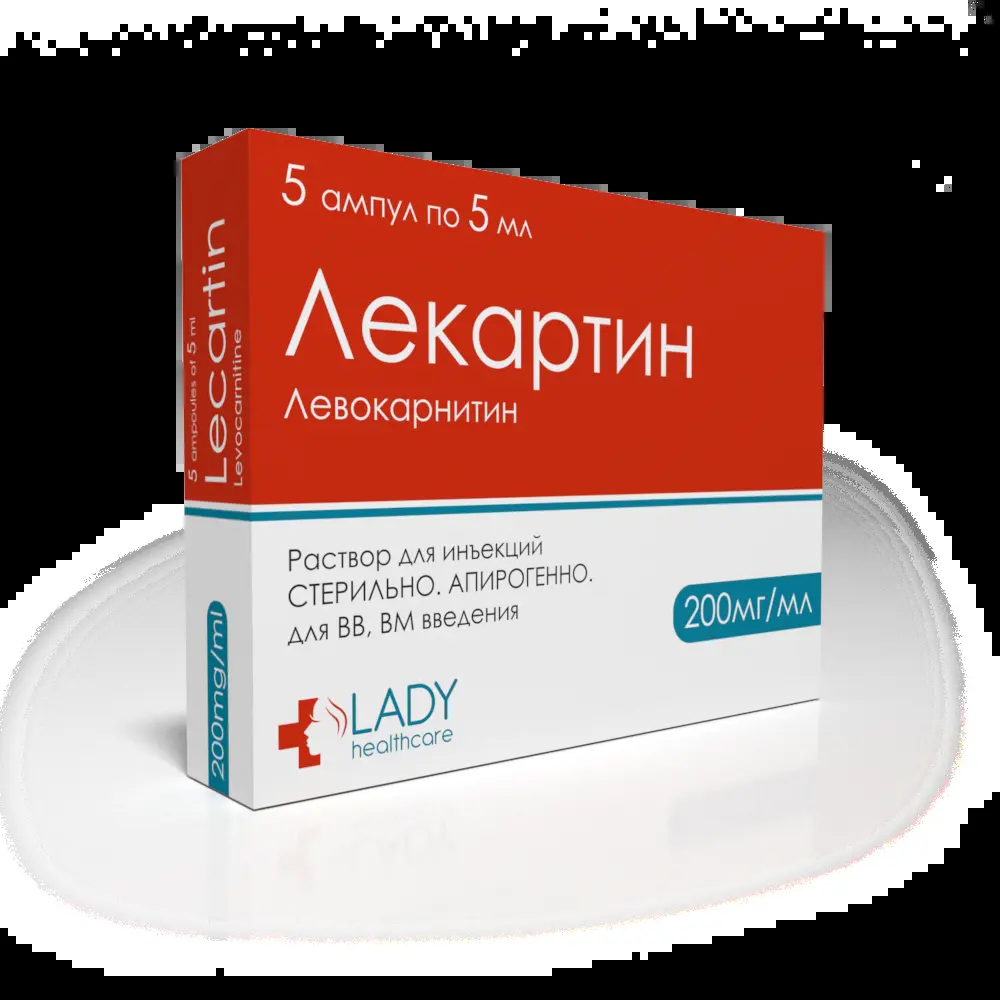 5 ампул по 5 мл
Лекартин
Левокарнитин
Раствор для инъекций
СТЕРИЛЬНО. АПИРОГЕННО.
для ВВ, ВМ введения
200мг/мл
LADY
healthcare
5 ampoules of 5 ml
Lecartin
Levocarnitine
200mg/ml